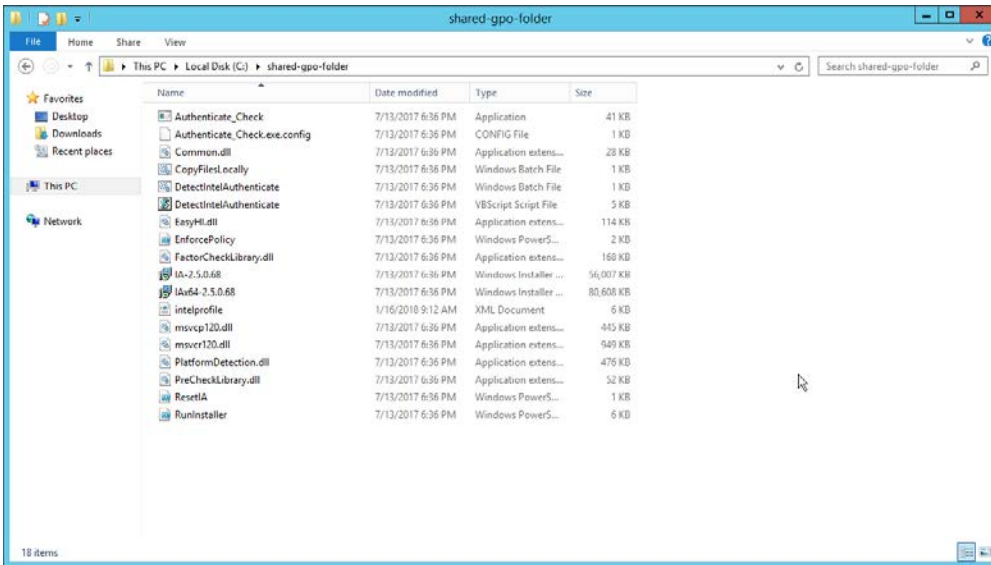 shared-gpo-folder
File Home Share View
This PC Local Disk (C:) shared-gpo-folder Search shared-gpo-folder
Favorites
Desktop
Downloads
Recent places
This PC
Network
Name Date modified Type Size
Authenticate_Check 7/13/2017 6:36 PM Application 41 KB
Authenticate_Check.exe.config 7/13/2017 6:36 PM CONFIG File 1 KB
Common.dll 7/13/2017 6:36 PM Application extens... 28 KB
CopyFilesLocally 7/13/2017 6:36 PM Windows Batch File 1 KB
DetectIntelAuthenticate 7/13/2017 6:36 PM Windows Batch File 1 KB
DetectIntelAuthenticate 7/13/2017 6:36 PM VBScript Script File 5 KB
EasyHI.dll 7/13/2017 6:36 PM Application extens... 114 KB
EnforcePolicy 7/13/2017 6:36 PM Windows PowerS... 2 KB
FactorCheckLibrary.dll 7/13/2017 6:36 PM Application extens... 168 KB
IA-2.5.0.68 7/13/2017 6:36 PM Windows Installer ... 56,007 KB
IAx64-2.5.0.68 7/13/2017 6:36 PM Windows Installer ... 80,608 KB
intelprofile 1/16/2018 9:12 AM XML Document 6 KB
msvcp120.dll 7/13/2017 6:36 PM Application extens... 445 KB
msvcr120.dll 7/13/2017 6:36 PM Application extens... 949 KB
PlatformDetection.dll 7/13/2017 6:36 PM Application extens... 476 KB
PreCheckLibrary.dll 7/13/2017 6:36 PM Application extens... 52 KB
ResetIA 7/13/2017 6:36 PM Windows PowerS... 1 KB
RunInstaller 7/13/2017 6:36 PM Windows PowerS... 6 KB
18 items